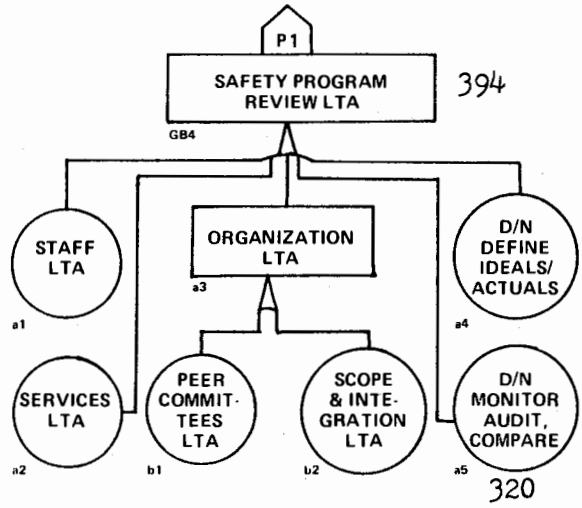 P1
SAFETY PROGRAM
REVIEW LTA
394
GB4
STAFF
LTA
a1
ORGANIZATION
LTA
a3
D/N
DEFINE
IDEALS/
ACTUALS
a4
SERVICES
LTA
a2
PEER
COMMIT-
TEES
LTA
b1
SCOPE
& INTE-
GRATION
LTA
b2
D/N
MONITOR
AUDIT,
COMPARE
a5
320